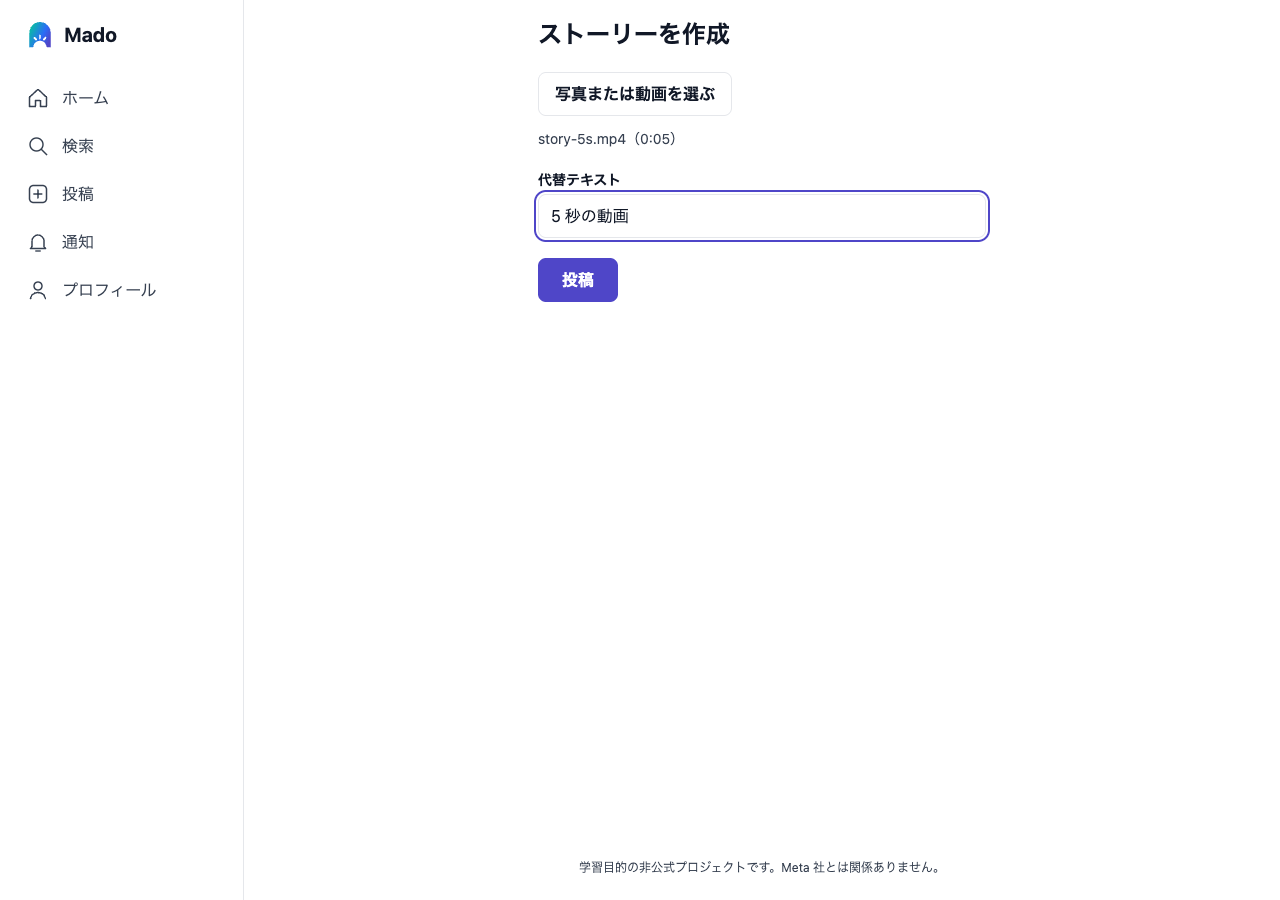 Mado
ホーム
検索
投稿
通知
プロフィール
ストーリーを作成
写真または動画を選ぶ
story-5s.mp4（0:05）
代替テキスト
5 秒の動画
投稿
学習目的の非公式プロジェクトです。Meta 社とは関係ありません。